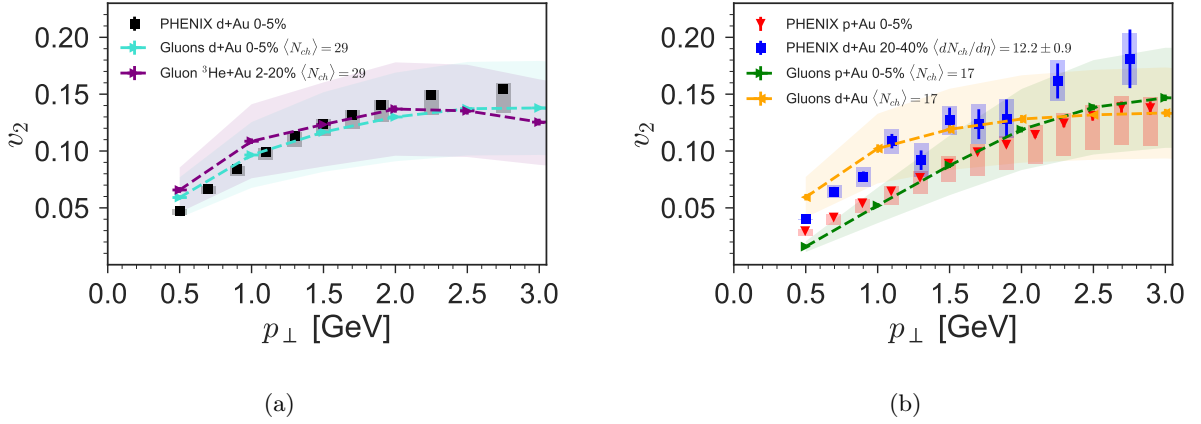 PHENIX d+Au 0-5%
Gluons d+Au 0-5% ⟨N_ch⟩ = 29
Gluon ³He+Au 2-20% ⟨N_ch⟩ = 29
0.20
0.15
0.10
0.05
v₂
0.0 0.5 1.0 1.5 2.0 2.5 3.0
p⊥ [GeV]
(a)
PHENIX p+Au 0-5%
PHENIX d+Au 20-40% ⟨dN_ch/dη⟩ = 12.2 ± 0.9
Gluons p+Au 0-5% ⟨N_ch⟩ = 17
Gluons d+Au ⟨N_ch⟩ = 17
0.20
0.15
0.10
0.05
v₂
0.0 0.5 1.0 1.5 2.0 2.5 3.0
p⊥ [GeV]
(b)